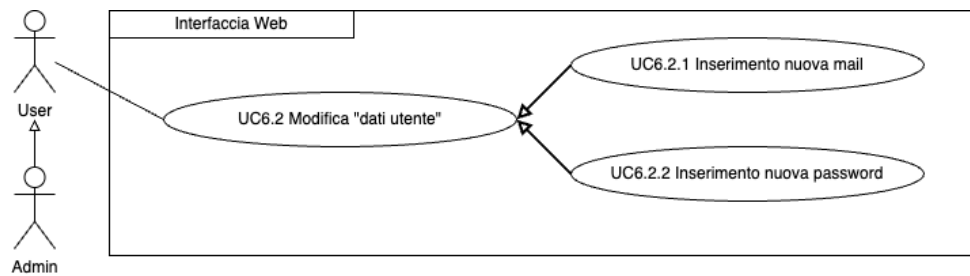 Interfaccia Web
User
Admin
UC6.2 Modifica "dati utente"
UC6.2.1 Inserimento nuova mail
UC6.2.2 Inserimento nuova password